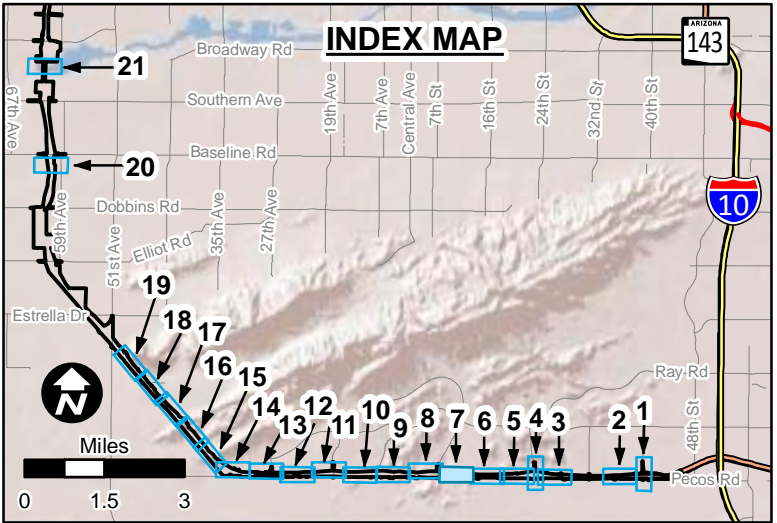 INDEX MAP
ARIZONA
143
Broadway Rd
21
67th Ave
Southern Ave
19th Ave
7th Ave
Central Ave
7th St
16th St
24th St
32nd St
40th St
Baseline Rd
20
10
Dobbins Rd
59th Ave
51st Ave
Elliot Rd
35th Ave
27th Ave
Estrella Dr
19
18
17
16
15
14
13
12
11
10
9
8
7
6
5
4
3
2
1
Ray Rd
48th St
Pecos Rd
N
Miles
0 1.5 3